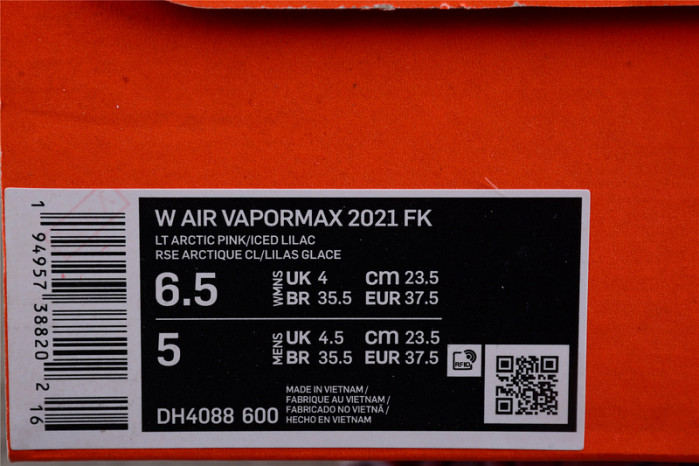 W AIR VAPORMAX 2021 FK
LT ARCTIC PINK/ICED LILAC
RSE ARCTIQUE CL/LILAS GLACE
6.5 WMNS UK 4 cm 23.5
BR 35.5 EUR 37.5
5 MENS UK 4.5 cm 23.5
BR 35.5 EUR 37.5
RFID
MADE IN VIETNAM /
FABRIQUE AU VIETNAM /
FABRICADO NO VIETNÃ /
HECHO EN VIETNAM
DH4088 600
1 94957 38820 2 16